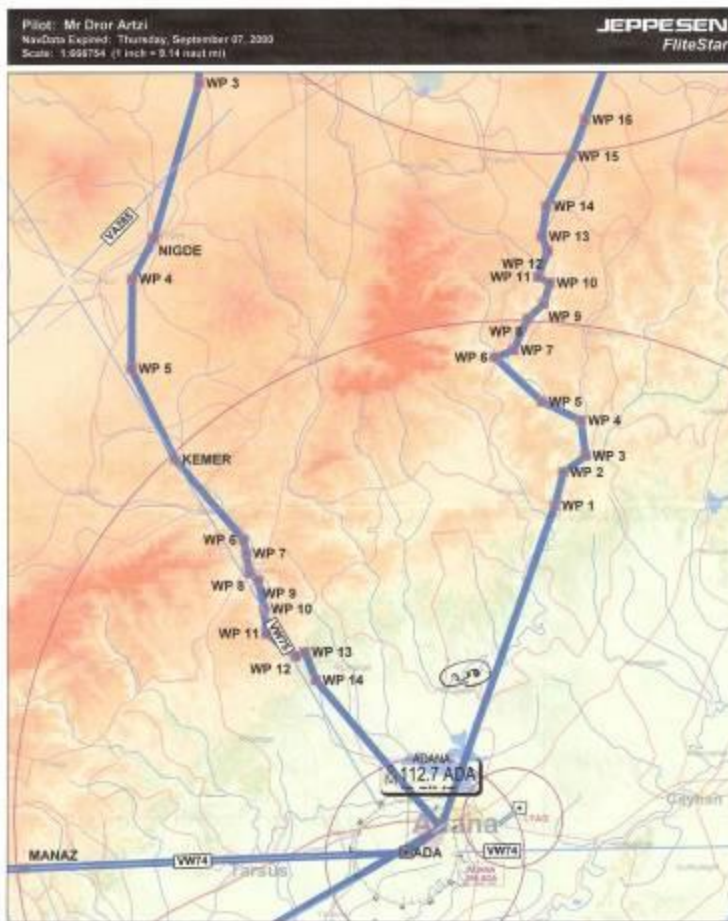 Pilot: Mr Dror Artzi
NavData Expired: Thursday, September 07, 2000
Scale: 1:666754 (1 inch = 9.14 naut mi)
JEPPESEN
FliteStar
WP 3
WP 16
WP 15
WP 14
VA785
NIGDE
WP 13
WP 12
WP 4
WP 11
WP 10
WP 9
WP 8
WP 7
WP 6
WP 5
WP 5
WP 4
KEMER
WP 3
WP 2
WP 1
WP 6
WP 7
WP 8
WP 9
WP 10
WP 11
VW75
WP 13
WP 12
WP 14
ADANA
112.7 ADA
Adana
Ceyhan
MANAZ
VW74
ADA
VW74
Tarsus